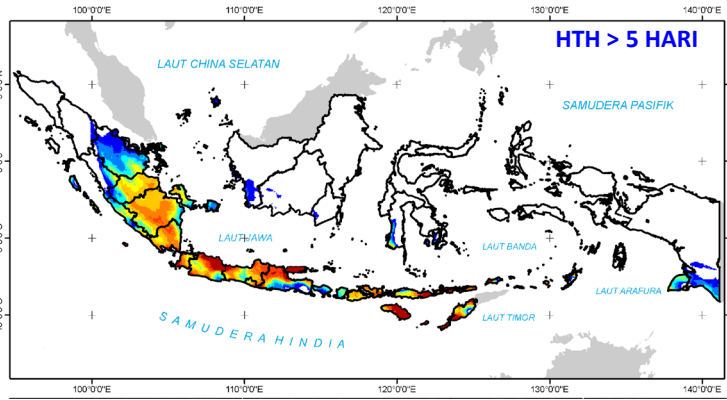 100°0'0"E 110°0'0"E 120°0'0"E 130°0'0"E 140°0'0"E
HTH > 5 HARI
LAUT CHINA SELATAN
SAMUDERA PASIFIK
LAUT JAWA
LAUT BANDA
LAUT ARAFURA
LAUT TIMOR
SAMUDERA HINDIA
100°0'0"E 110°0'0"E 120°0'0"E 130°0'0"E 140°0'0"E